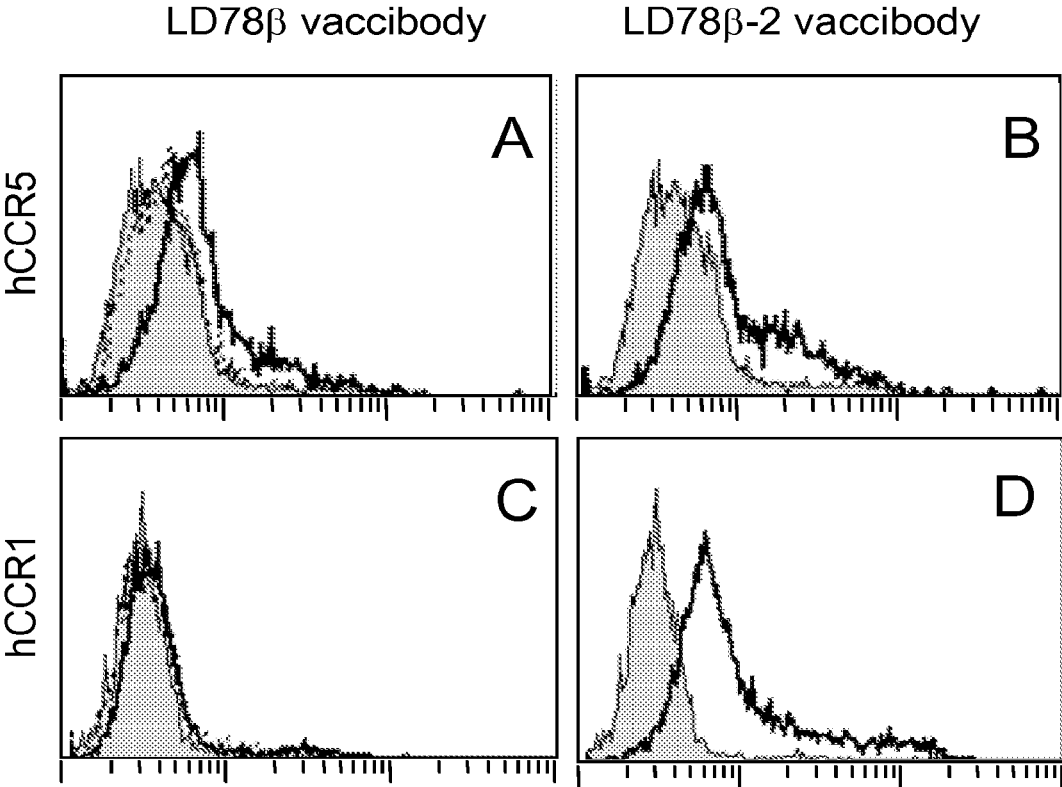 LD78β vaccibody
LD78β-2 vaccibody
hCCR5
A
B
hCCR1
C
D